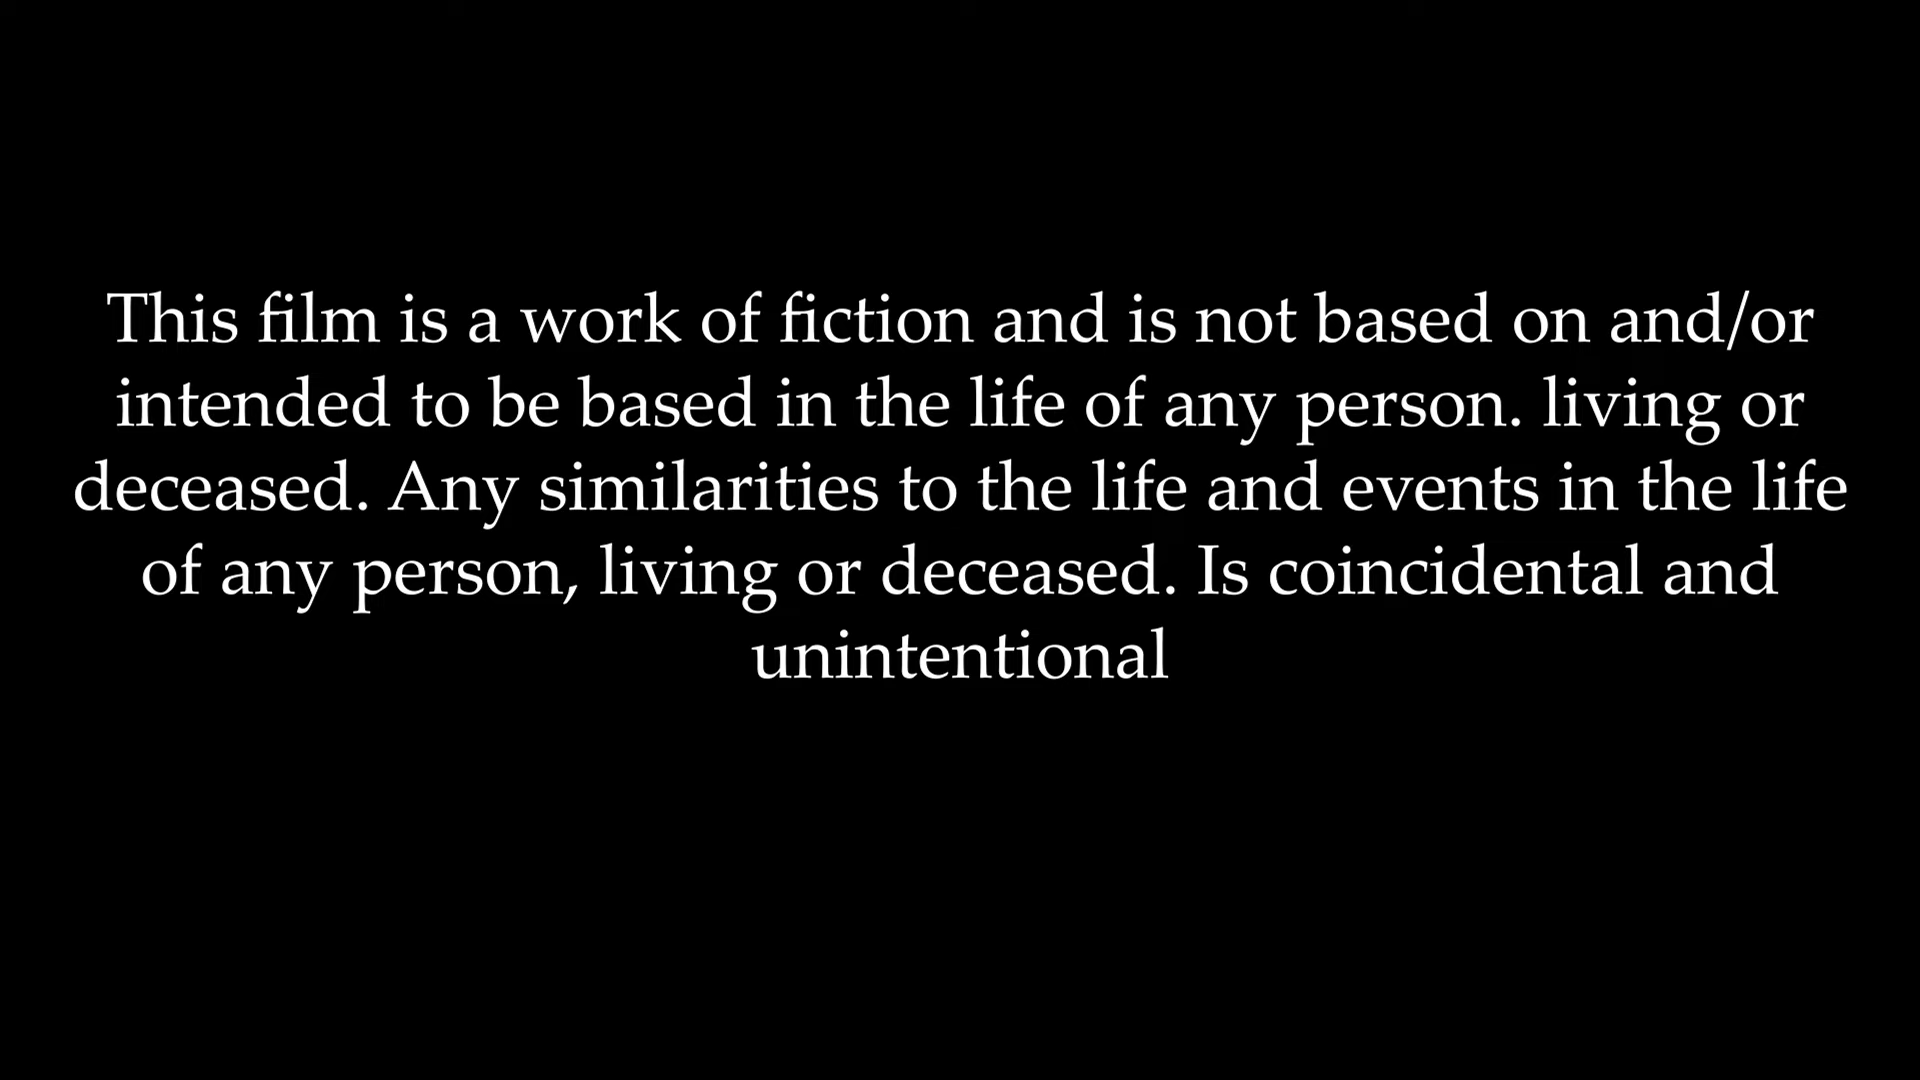 This film is a work of fiction and is not based on and/or
intended to be based in the life of any person. living or
deceased. Any similarities to the life and events in the life
of any person, living or deceased. Is coincidental and
unintentional